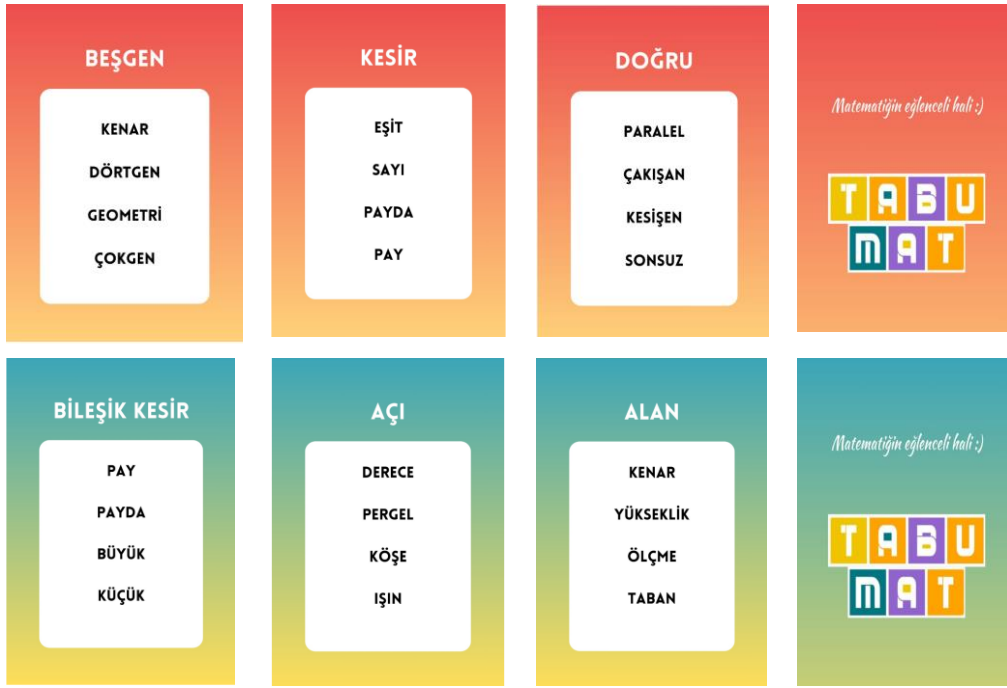 BEŞGEN
KENAR
DÖRTGEN
GEOMETRİ
ÇOKGEN
KESİR
EŞİT
SAYI
PAYDA
PAY
DOĞRU
PARALEL
ÇAKIŞAN
KESİŞEN
SONSUZ
Matematiğin eğlenceli hali :)
TABU
MAT
BİLEŞİK KESİR
PAY
PAYDA
BÜYÜK
KÜÇÜK
AÇI
DERECE
PERGEL
KÖŞE
IŞIN
ALAN
KENAR
YÜKSEKLİK
ÖLÇME
TABAN
Matematiğin eğlenceli hali :)
TABU
MAT